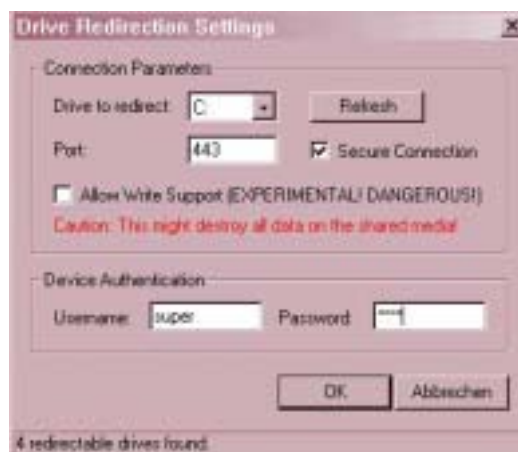 Drive Redirection Settings
Connection Parameters
Drive to redirect: C: Refresh
Port: 443 Secure Connection
Allow Write Support (EXPERIMENTAL! DANGEROUS!)
Caution: This might destroy all data on the shared media!
Device Authentication
Username: super Password: ****
OK Abbrechen
4 redirectable drives found.